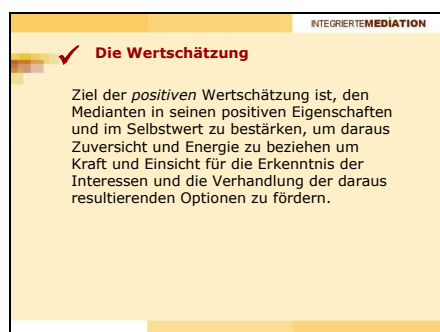 INTEGRIERTEMEDIATION
Die Wertschätzung
Ziel der positiven Wertschätzung ist, den
Medianten in seinen positiven Eigenschaften
und im Selbstwert zu bestärken, um daraus
Zuversicht und Energie zu beziehen um
Kraft und Einsicht für die Erkenntnis der
Interessen und die Verhandlung der daraus
resultierenden Optionen zu fördern.